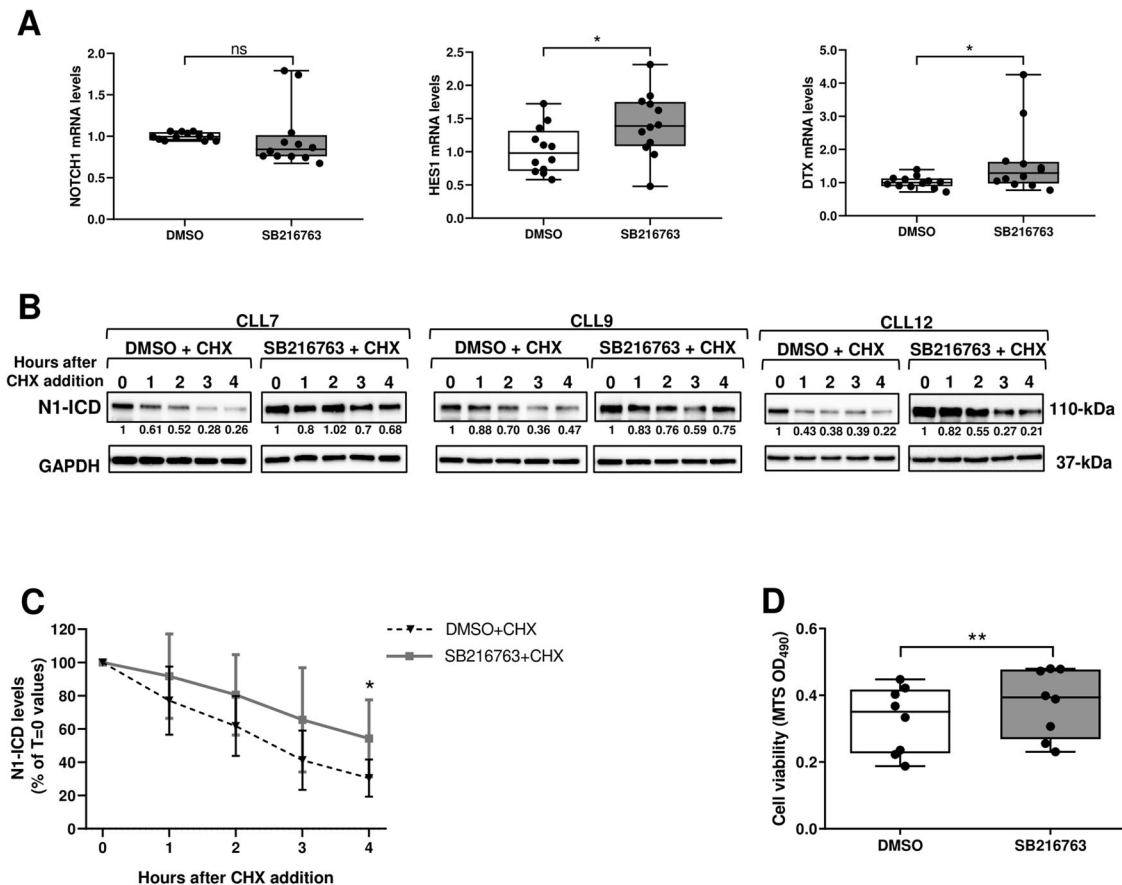 A
NOTCH1 mRNA levels
2.0
1.5
1.0
0.5
0.0
ns
DMSO
SB216763
HES1 mRNA levels
2.5
2.0
1.5
1.0
0.5
0.0
*
DMSO
SB216763
DTX mRNA levels
5.0
4.0
3.0
2.0
1.0
0.0
*
DMSO
SB216763
B
CLL7 CLL9 CLL12
DMSO + CHX SB216763 + CHX DMSO + CHX SB216763 + CHX DMSO + CHX SB216763 + CHX
Hours after
CHX addition
0 1 2 3 4 0 1 2 3 4 0 1 2 3 4 0 1 2 3 4 0 1 2 3 4 0 1 2 3 4
N1-ICD 110-kDa
1 0.61 0.52 0.28 0.26 1 0.8 1.02 0.7 0.68 1 0.88 0.70 0.36 0.47 1 0.83 0.76 0.59 0.75 1 0.43 0.38 0.39 0.22 1 0.82 0.55 0.27 0.21
GAPDH 37-kDa
C
N1-ICD levels
(% of T=0 values)
120
100
80
60
40
20
0
*
0 1 2 3 4
Hours after CHX addition
DMSO+CHX
SB216763+CHX
D
Cell viability (MTS OD490)
0.6
0.4
0.2
0.0
**
DMSO
SB216763